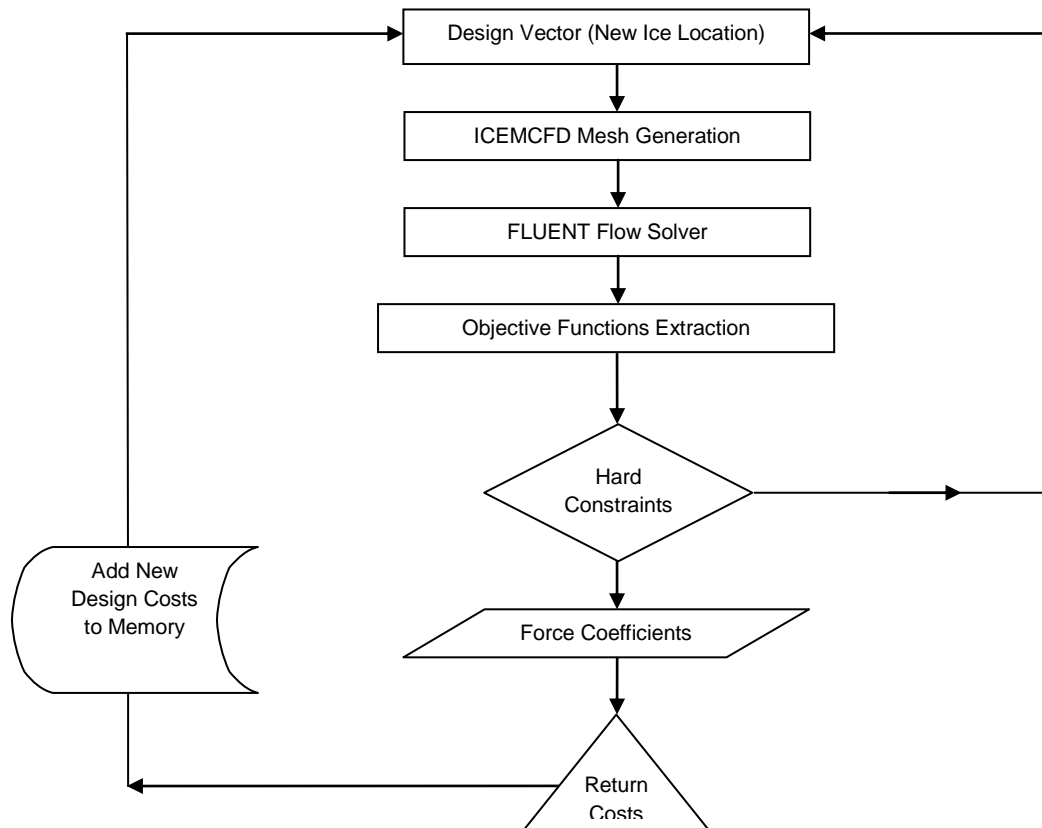 Design Vector (New Ice Location)
ICEMCFD Mesh Generation
FLUENT Flow Solver
Objective Functions Extraction
Hard
Constraints
Add New
Design Costs
to Memory
Force Coefficients
Return
Costs